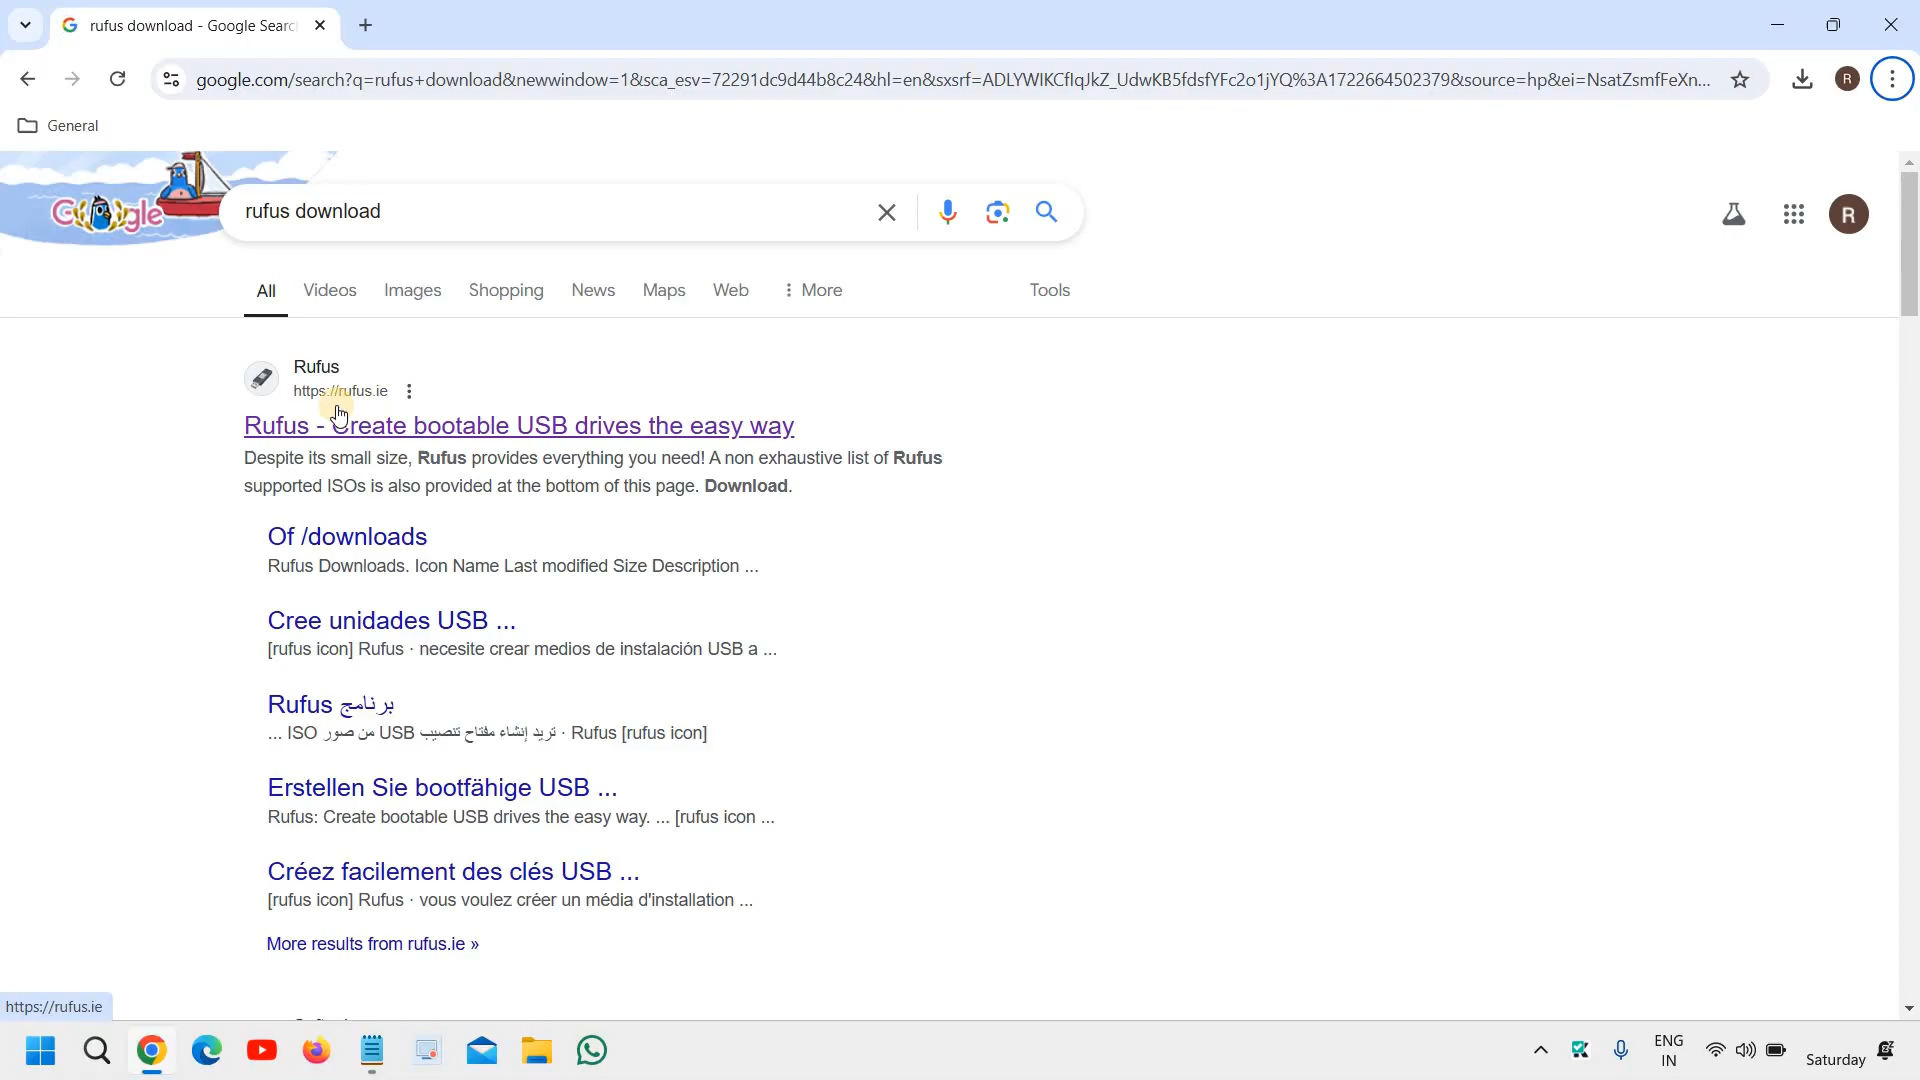 rufus download - Google Searc
google.com/search?q=rufus+download&newwindow=1&sca_esv=72291dc9d44b8c24&hl=en&sxsrf=ADLYWIKCfIqJkZ_UdwKB5fdsfYFc2o1jYQ%3A1722664502379&source=hp&ei=NsatZsmfFeXn...
R
General
Google
rufus download
R
All Videos Images Shopping News Maps Web More Tools
Rufus
https://rufus.ie
Rufus - Create bootable USB drives the easy way
Despite its small size, Rufus provides everything you need! A non exhaustive list of Rufus
supported ISOs is also provided at the bottom of this page. Download.
Of /downloads
Rufus Downloads. Icon Name Last modified Size Description ...
Cree unidades USB ...
[rufus icon] Rufus · necesite crear medios de instalación USB a ...
برنامج Rufus
Rufus [rufus icon] · تريد إنشاء مفتاح تنصيب USB من صور ISO ...
Erstellen Sie bootfähige USB ...
Rufus: Create bootable USB drives the easy way. ... [rufus icon ...
Créez facilement des clés USB ...
[rufus icon] Rufus · vous voulez créer un média d'installation ...
More results from rufus.ie »
https://rufus.ie
ENG
IN
Saturday